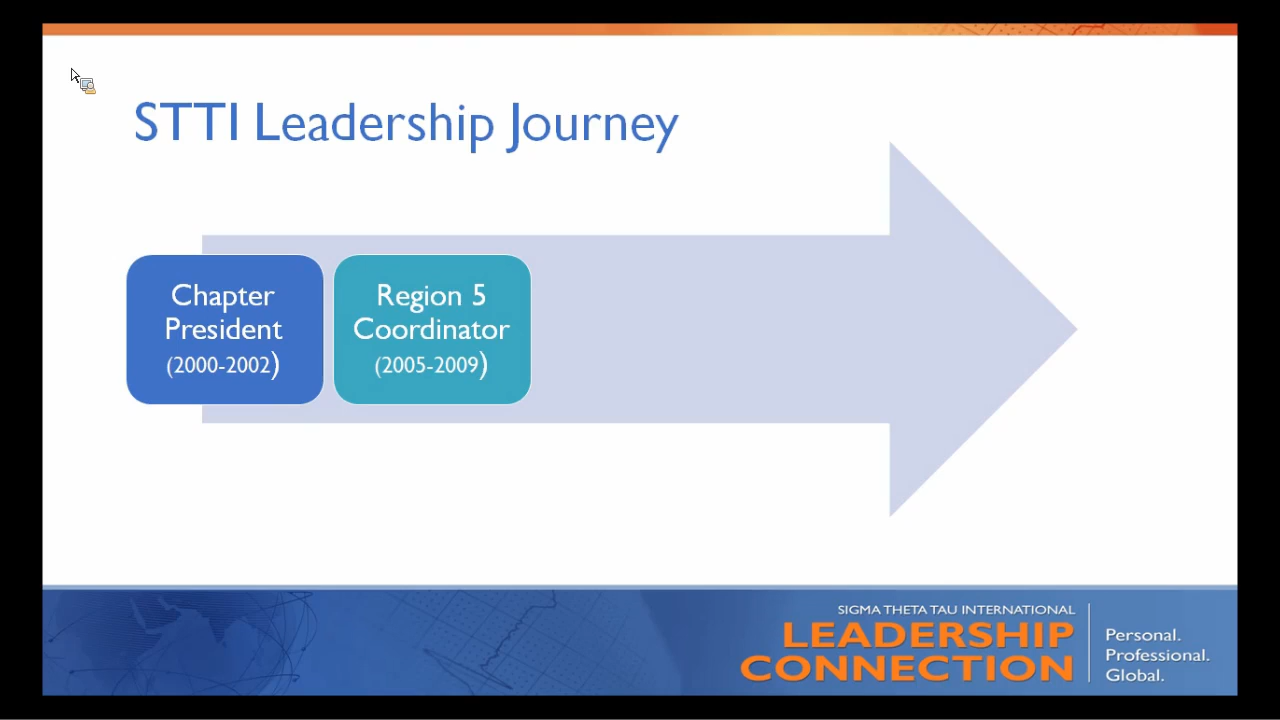 STTI Leadership Journey
Chapter
President
(2000-2002)
Region 5
Coordinator
(2005-2009)
SIGMA THETA TAU INTERNATIONAL
LEADERSHIP
CONNECTION
Personal.
Professional.
Global.